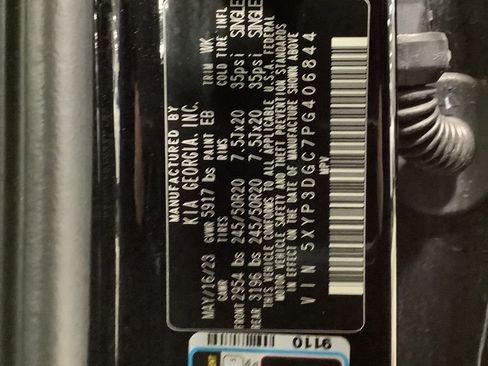 MANUFACTURED BY
KIA GEORGIA, INC.
MAY/16/23 GVWR 5917 lbs PAINT EB TRIM WK
GAWR TIRES RIMS COLD TIRE INFL
FRONT 2954 lbs 245/50R20 7.5Jx20 35psi SINGLE
REAR 3196 lbs 245/50R20 7.5Jx20 35psi SINGLE
THIS VEHICLE CONFORMS TO ALL APPLICABLE U.S.A. FEDERAL
MOTOR VEHICLE SAFETY AND THEFT PREVENTION STANDARDS
IN EFFECT ON THE DATE OF MANUFACTURE SHOWN ABOVE
VIN 5XYP3DGC7PG406844
MPV
9110